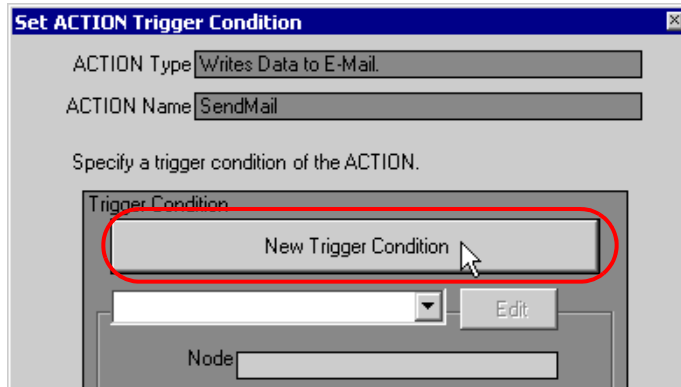 Set ACTION Trigger Condition
ACTION Type Writes Data to E-Mail.
ACTION Name SendMail
Specify a trigger condition of the ACTION.
Trigger Condition
New Trigger Condition
Edit
Node